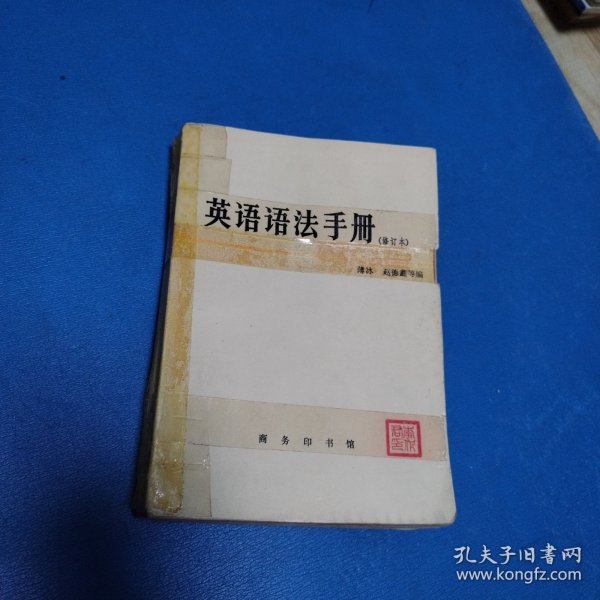 英语语法手册(修订本)
薄冰 赵德鑫等编
商务印书馆
孔夫子旧书网
www.kongfz.com